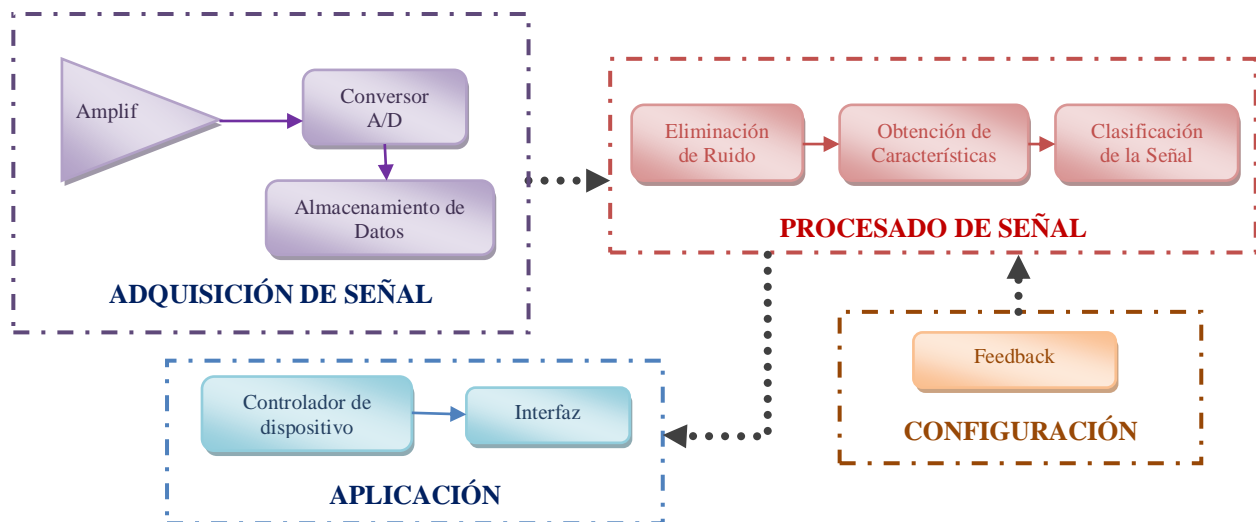 Amplif
Conversor
A/D
Almacenamiento de
Datos
ADQUISICIÓN DE SEÑAL
Eliminación
de Ruido
Obtención de
Características
Clasificación
de la Señal
PROCESADO DE SEÑAL
Feedback
CONFIGURACIÓN
Controlador de
dispositivo
Interfaz
APLICACIÓN